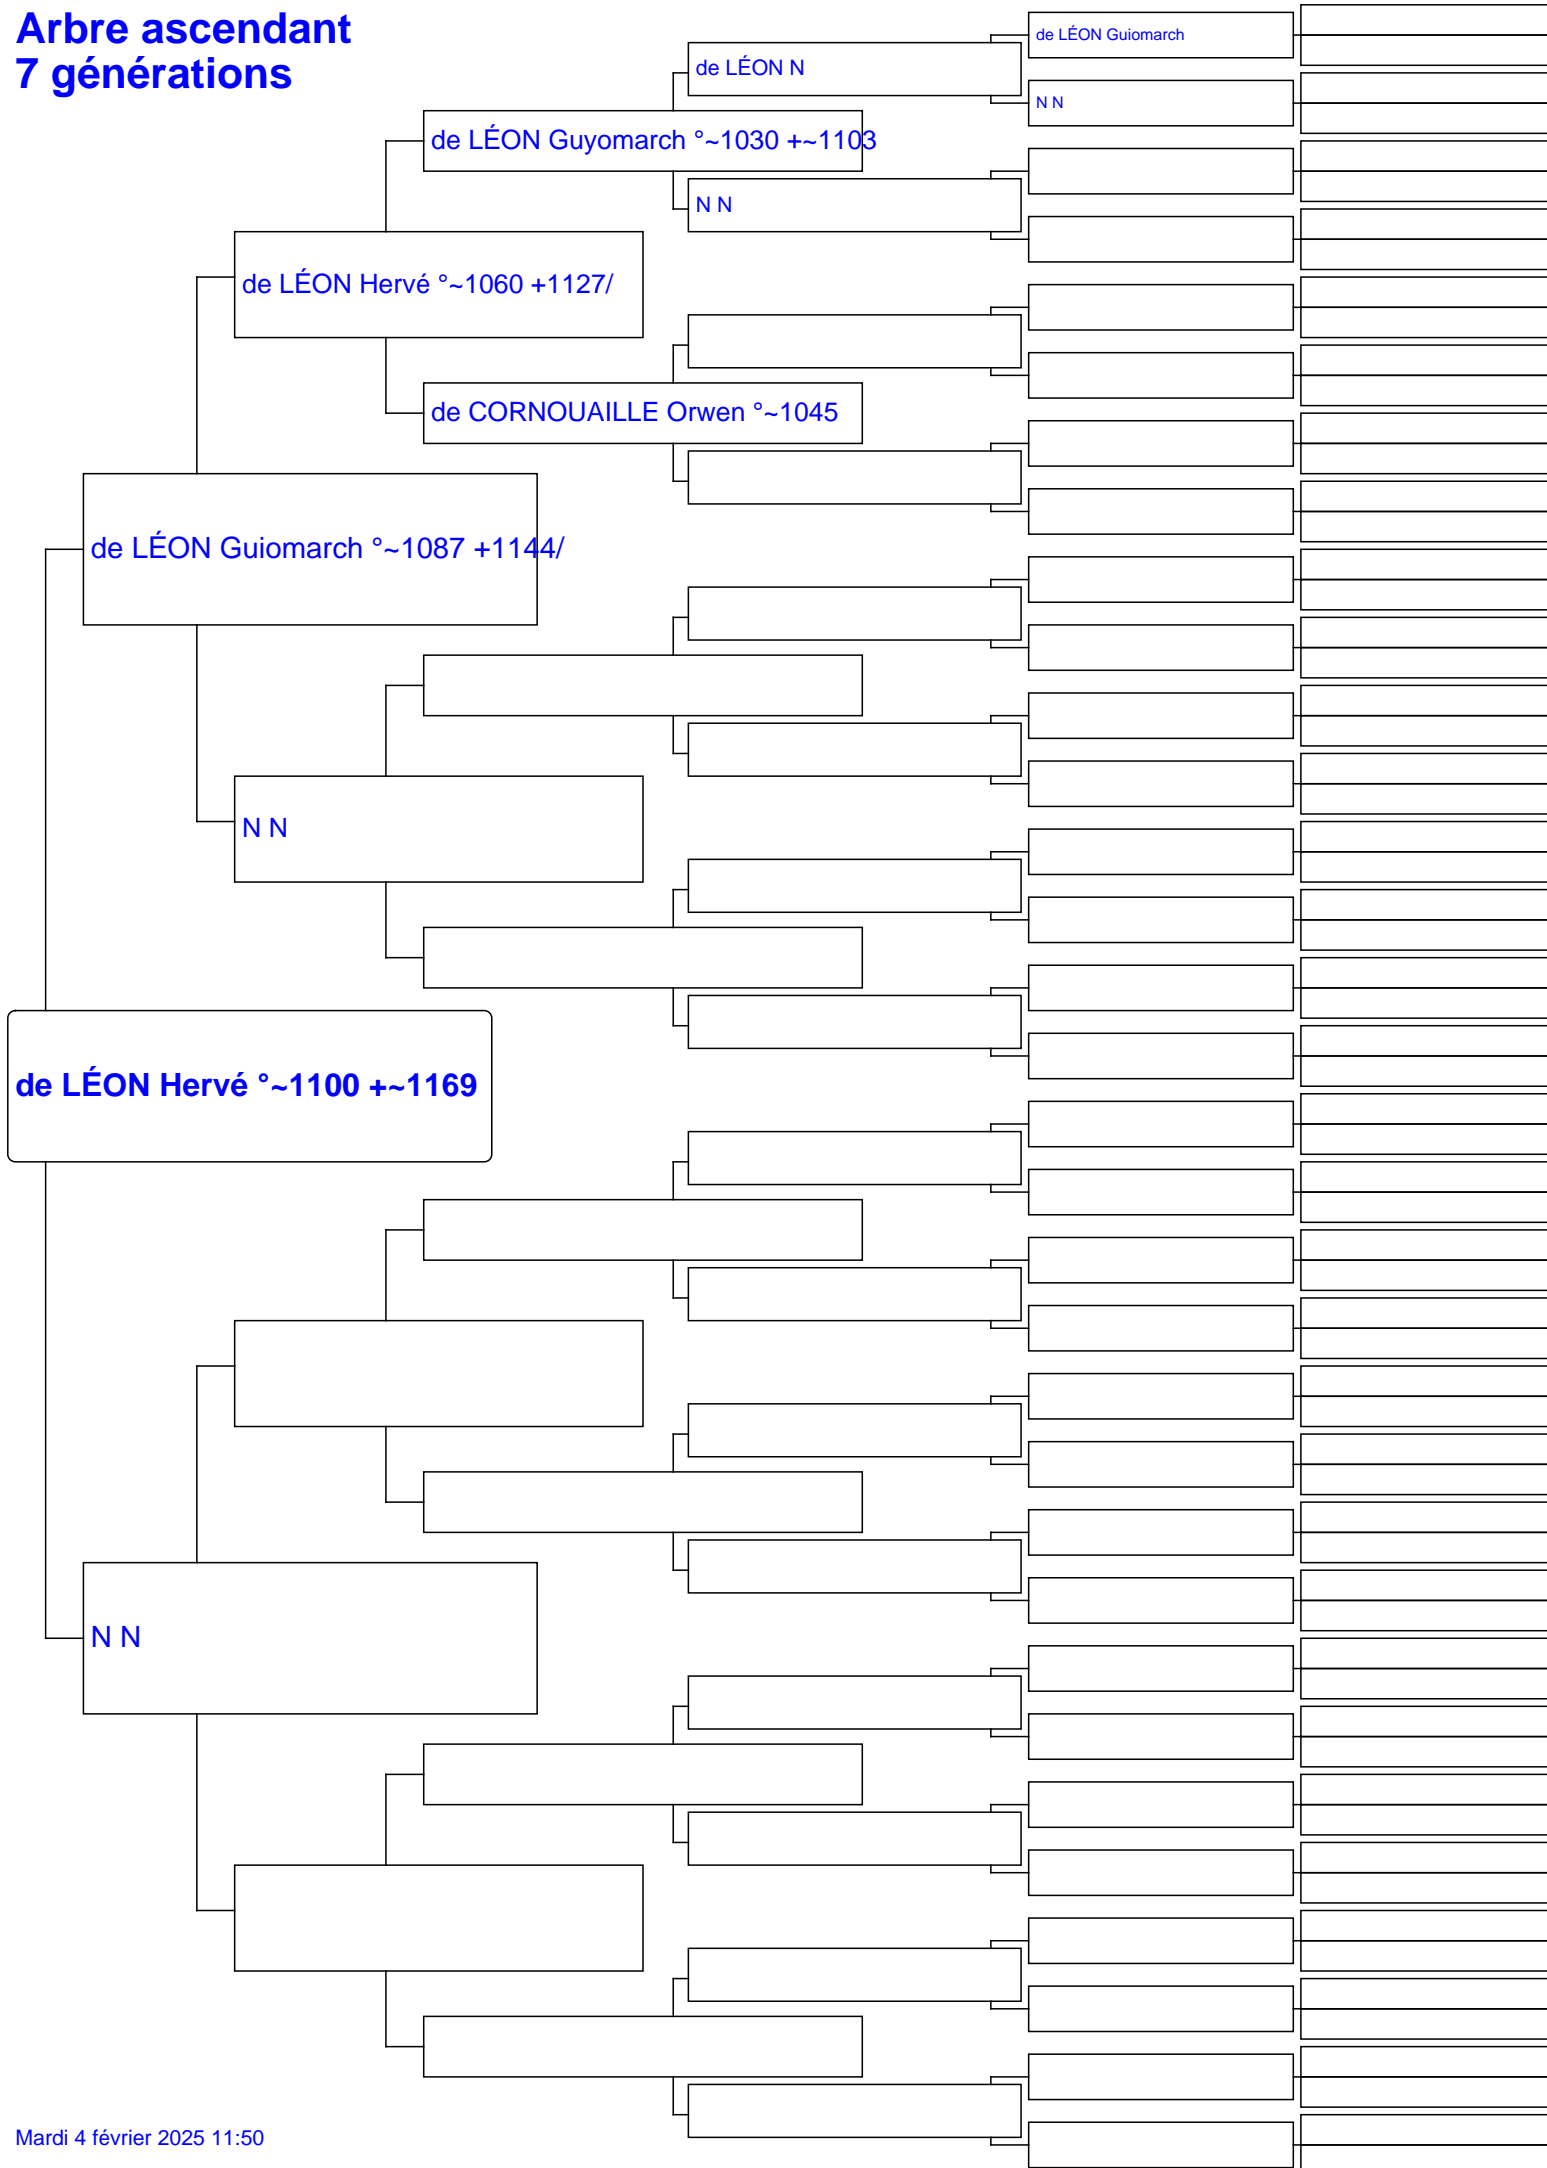 Arbre ascendant
7 générations
de LÉON Guiomarch
de LÉON N
N N
de LÉON Guyomarch °~1030 +~1103
N N
de LÉON Hervé °~1060 +1127/
de CORNOUAILLE Orwen °~1045
de LÉON Guiomarch °~1087 +1144/
N N
de LÉON Hervé °~1100 +~1169
N N
Mardi 4 février 2025 11:50